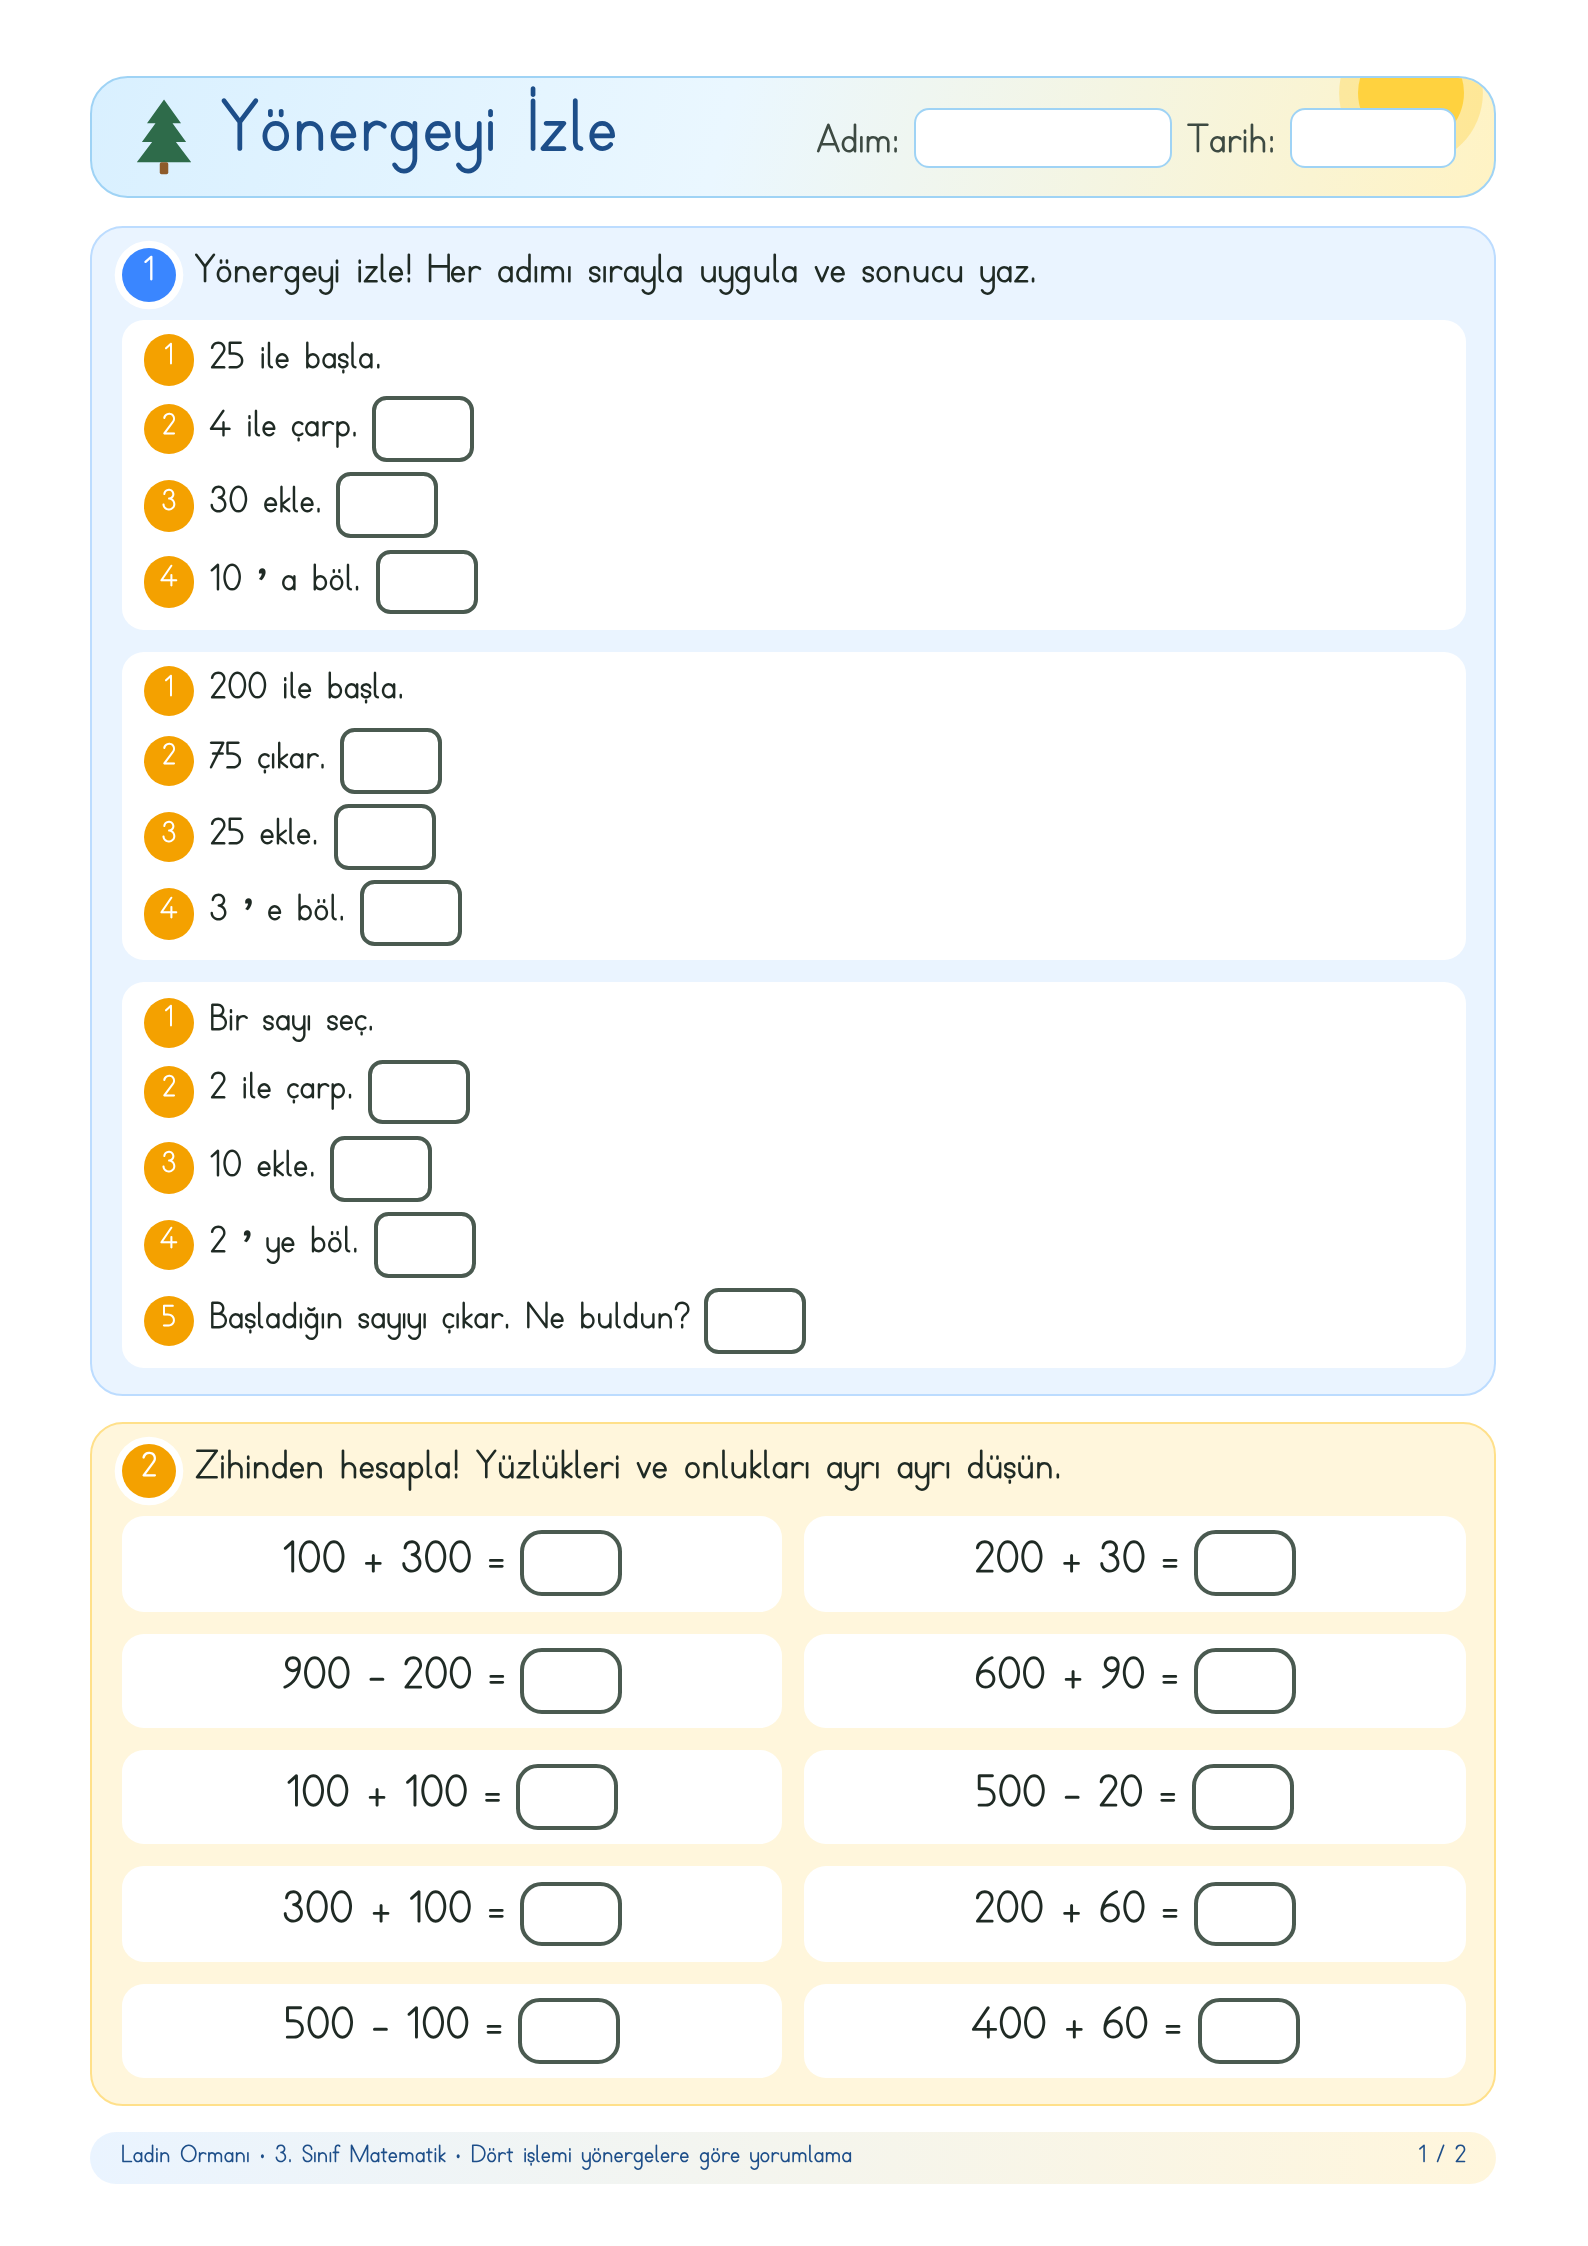 Yönergeyi İzle
Adım:
Tarih:
1 Yönergeyi izle! Her adımı sırayla uygula ve sonucu yaz.
1 25 ile başla.
2 4 ile çarp.
3 30 ekle.
4 10 ' a böl.
1 200 ile başla.
2 75 çıkar.
3 25 ekle.
4 3 ' e böl.
1 Bir sayı seç.
2 2 ile çarp.
3 10 ekle.
4 2 ' ye böl.
5 Başladığın sayıyı çıkar. Ne buldun?
2 Zihinden hesapla! Yüzlükleri ve onlukları ayrı ayrı düşün.
100 + 300 =
200 + 30 =
900 - 200 =
600 + 90 =
100 + 100 =
500 - 20 =
300 + 100 =
200 + 60 =
500 - 100 =
400 + 60 =
Ladin Ormanı • 3. Sınıf Matematik • Dört işlemi yönergelere göre yorumlama
1 / 2